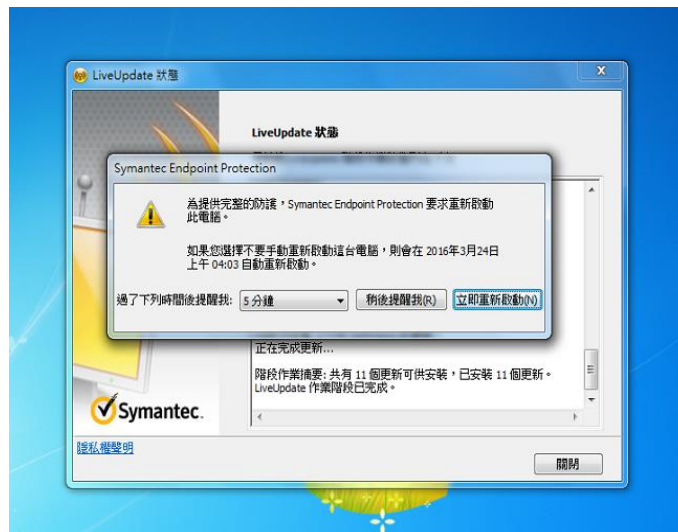 LiveUpdate 狀態
LiveUpdate 狀態
Symantec Endpoint Protection
為提供完整的防護，Symantec Endpoint Protection 要求重新啟動
此電腦。
如果您選擇不要手動重新啟動這台電腦，則會在 2016年3月24日
上午 04:03 自動重新啟動。
過了下列時間後提醒我: 5 分鐘 稍後提醒我(R) 立即重新啟動(N)
正在完成更新...
階段作業摘要: 共有 11 個更新可供安裝，已安裝 11 個更新。
LiveUpdate 作業階段已完成。
Symantec.
隱私權聲明
關閉